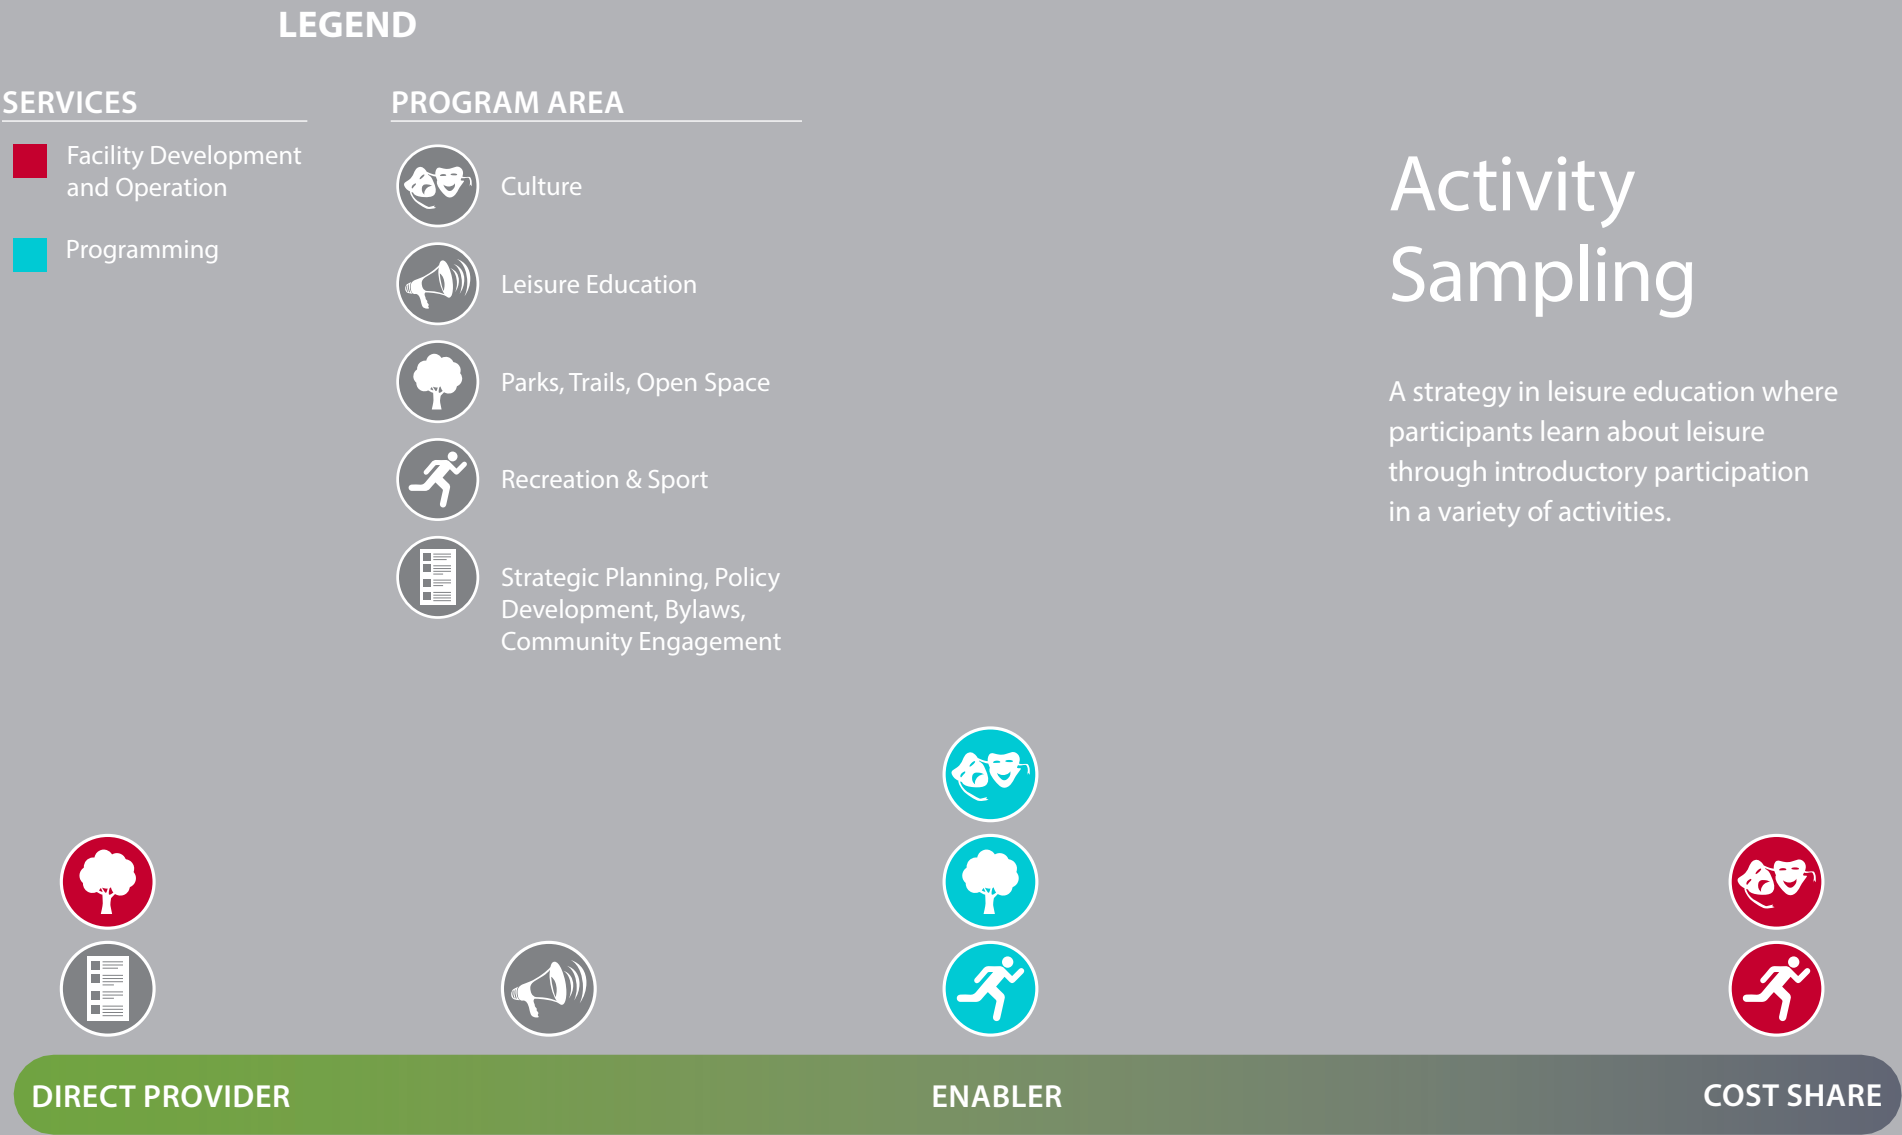 LEGEND
SERVICES
Facility Development
and Operation
Programming
PROGRAM AREA
Culture
Leisure Education
Parks, Trails, Open Space
Recreation & Sport
Strategic Planning, Policy
Development, Bylaws,
Community Engagement
Activity
Sampling
A strategy in leisure education where
participants learn about leisure
through introductory participation
in a variety of activities.
DIRECT PROVIDER
ENABLER
COST SHARE